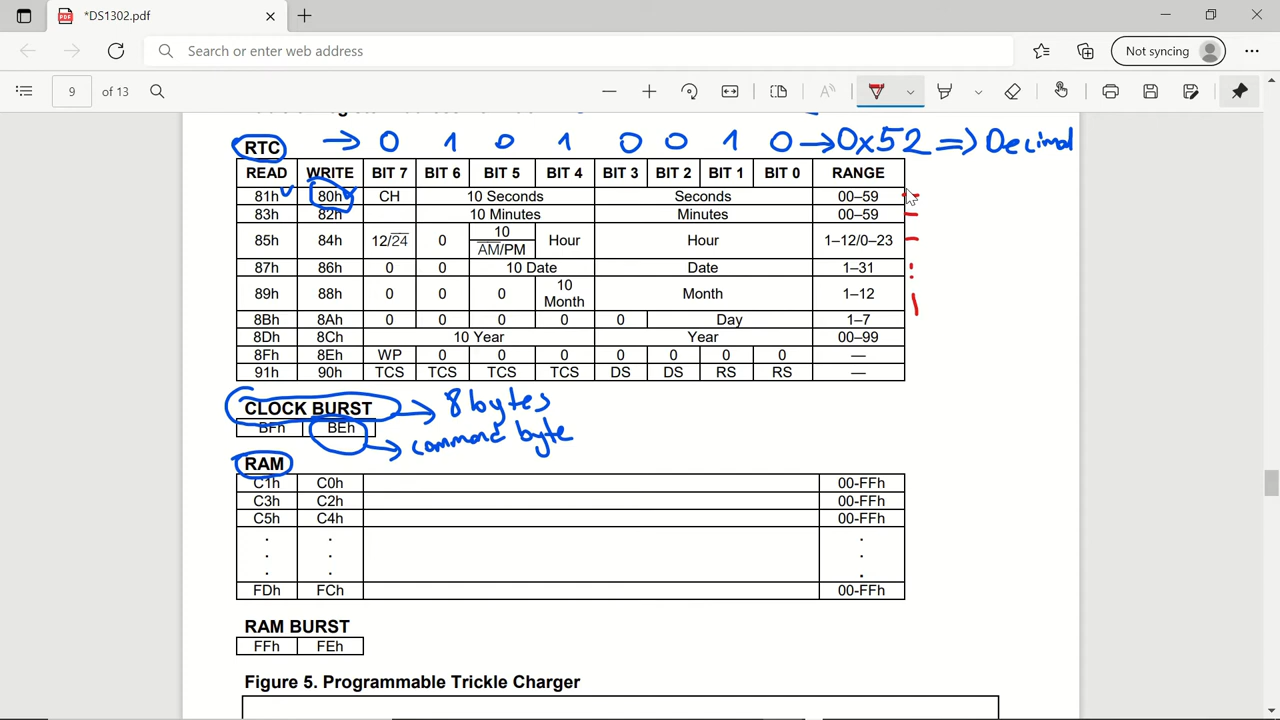 *DS1302.pdf
Search or enter web address
Not syncing
9 of 13
RTC → 0 1 0 1 0 0 1 0 → 0x52 => Decimal
READ WRITE BIT 7 BIT 6 BIT 5 BIT 4 BIT 3 BIT 2 BIT 1 BIT 0 RANGE
81h 80h CH 10 Seconds Seconds 00–59
83h 82h 10 Minutes Minutes 00–59
85h 84h 12/24 0 10 AM/PM Hour Hour 1–12/0–23
87h 86h 0 0 10 Date Date 1–31
89h 88h 0 0 0 10 Month Month 1–12
8Bh 8Ah 0 0 0 0 0 Day 1–7
8Dh 8Ch 10 Year Year 00–99
8Fh 8Eh WP 0 0 0 0 0 0 0 —
91h 90h TCS TCS TCS TCS DS DS RS RS —
CLOCK BURST → 8 bytes
BFh BEh → command byte
RAM
C1h C0h 00-FFh
C3h C2h 00-FFh
C5h C4h 00-FFh
. . .
. . .
. . .
FDh FCh 00-FFh
RAM BURST
FFh FEh
Figure 5. Programmable Trickle Charger